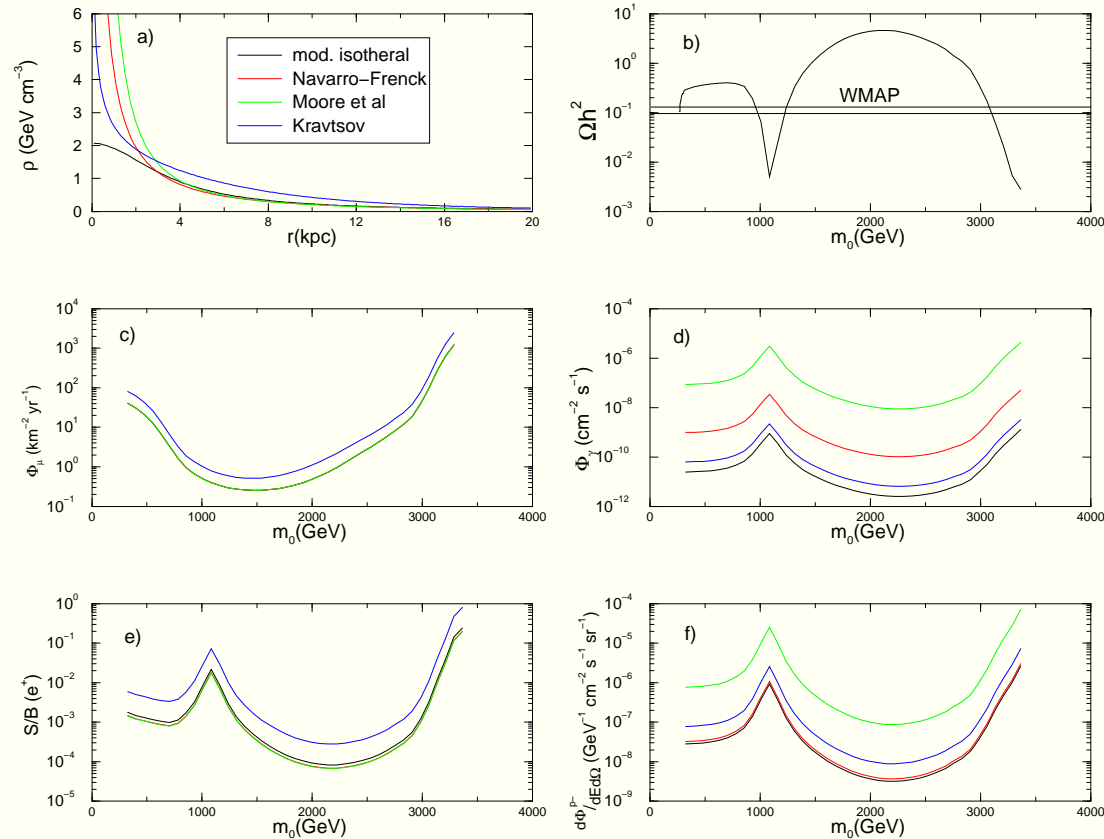 a)
mod. isotheral
Navarro−Frenck
Moore et al
Kravtsov
ρ (GeV cm⁻³)
6
5
4
3
2
1
0
0 4 8 12 16 20
r(kpc)
b)
WMAP
Ωh²
10¹
10⁰
10⁻¹
10⁻²
10⁻³
0 1000 2000 3000 4000
m₀(GeV)
c)
Φ_μ (km⁻² yr⁻¹)
10⁴
10³
10²
10¹
10⁰
10⁻¹
0 1000 2000 3000 4000
m₀(GeV)
d)
Φ_γ (cm⁻² s⁻¹)
10⁻⁴
10⁻⁶
10⁻⁸
10⁻¹⁰
10⁻¹²
0 1000 2000 3000 4000
m₀(GeV)
e)
S/B (e⁺)
10⁰
10⁻¹
10⁻²
10⁻³
10⁻⁴
10⁻⁵
0 1000 2000 3000 4000
m₀(GeV)
f)
dΦ^p−/dEdΩ (GeV⁻¹ cm⁻² s⁻¹ sr⁻¹)
10⁻⁴
10⁻⁵
10⁻⁶
10⁻⁷
10⁻⁸
10⁻⁹
0 1000 2000 3000 4000
m₀(GeV)